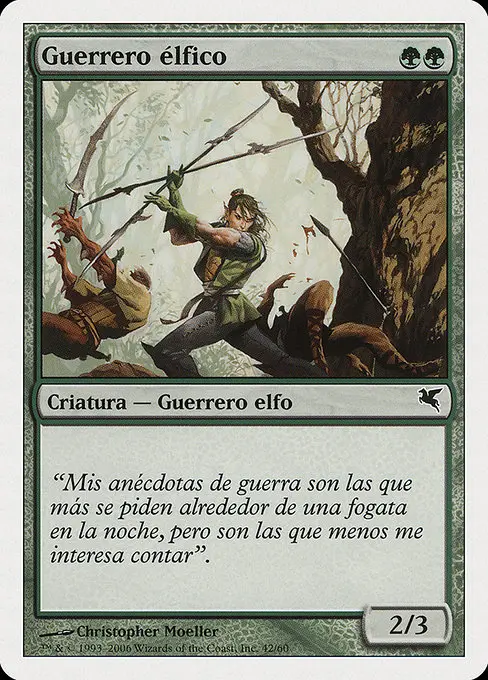 Guerrero élfico
Criatura — Guerrero elfo
“Mis anécdotas de guerra son las que
más se piden alrededor de una fogata
en la noche, pero son las que menos me
interesa contar”.
Christopher Moeller
2/3
™ & © 1993–2006 Wizards of the Coast, Inc. 42/60